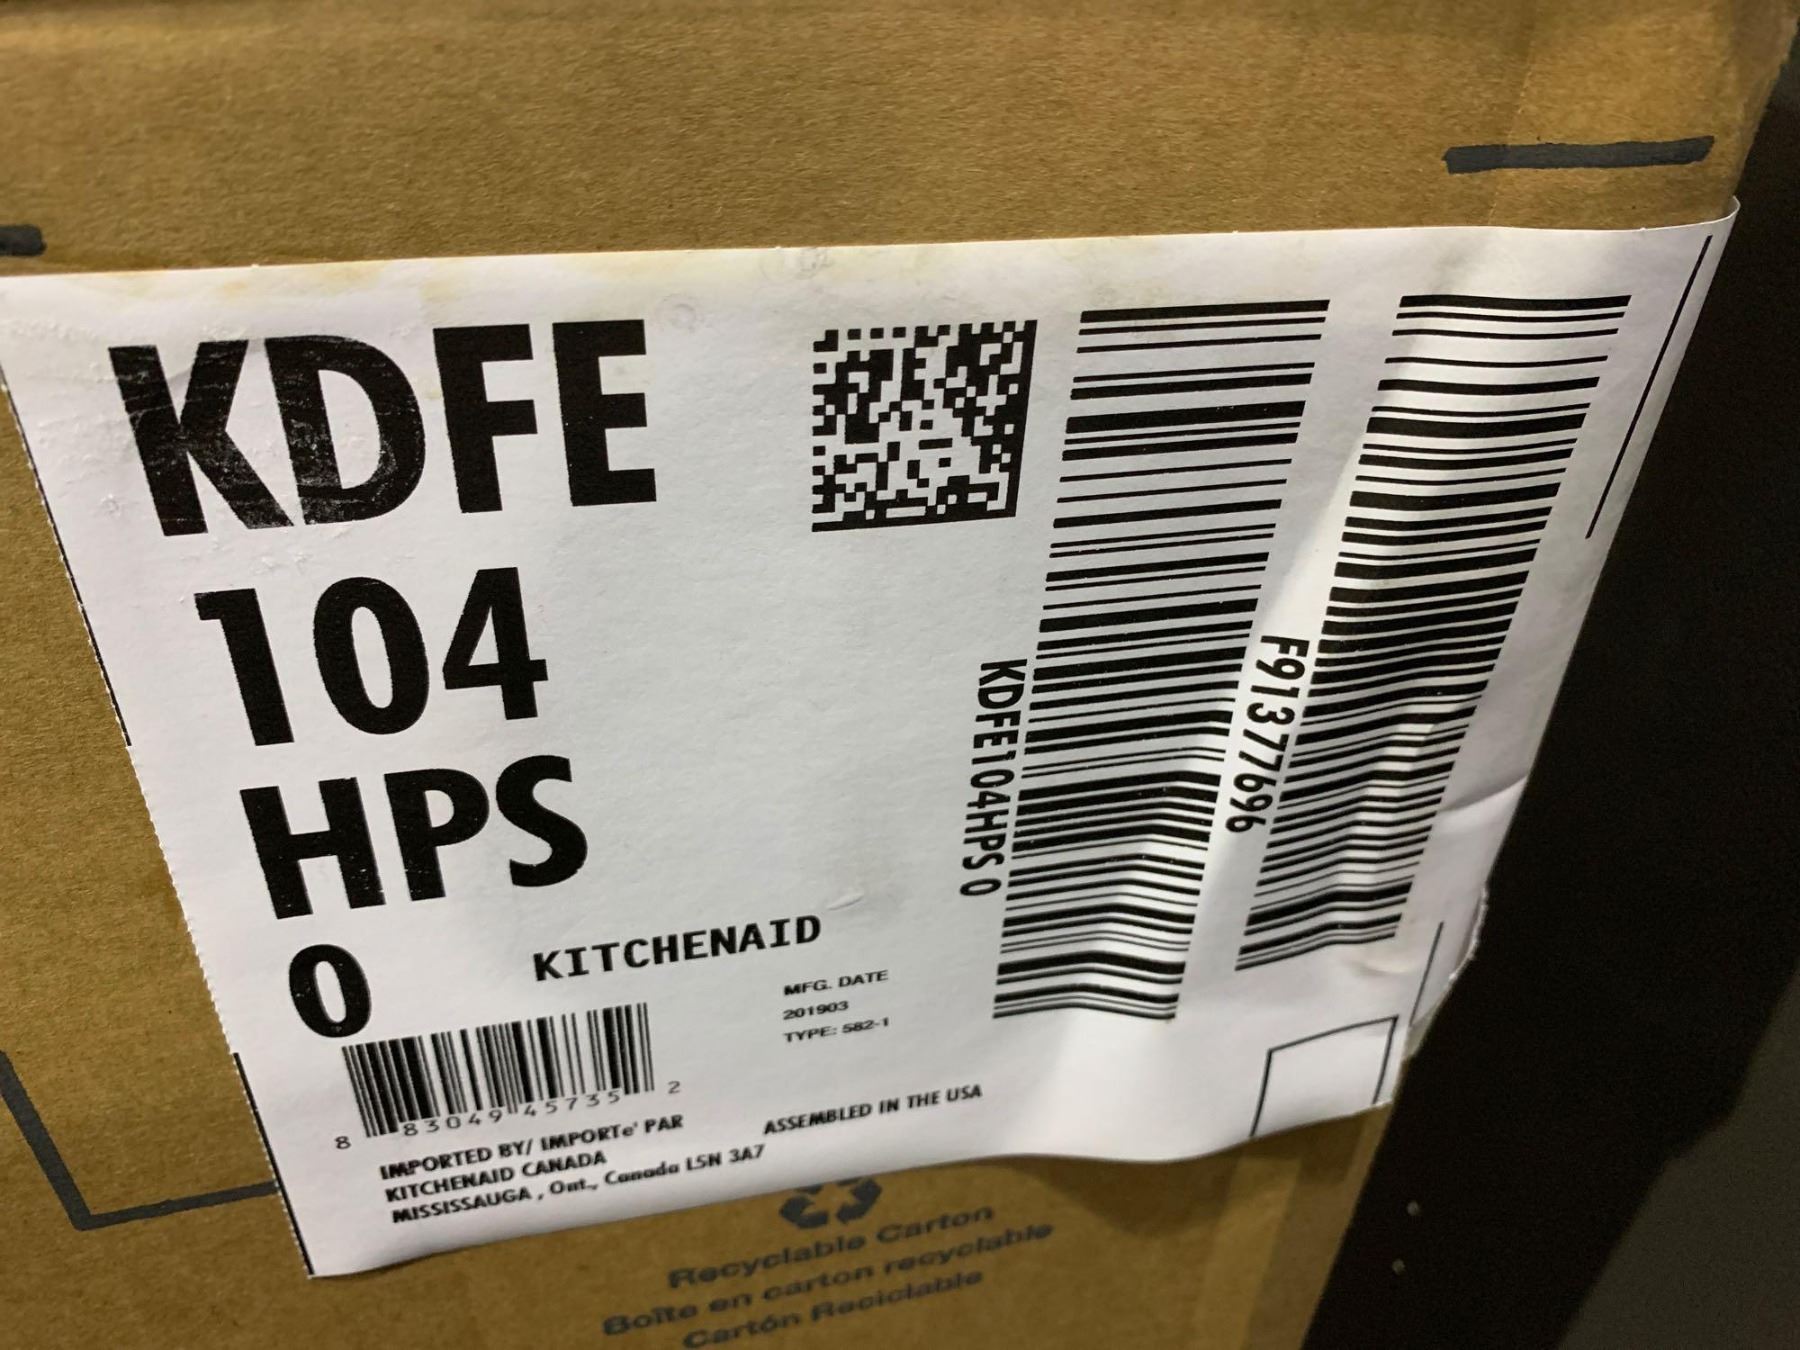 KDFE
104
HPS
0
KITCHENAID
MFG. DATE
201903
TYPE: 582-1
8 83049 45735 2
IMPORTED BY/ IMPORTe' PAR
KITCHENAID CANADA
MISSISSAUGA , Ont., Canada L5N 3A7
ASSEMBLED IN THE USA
KDFE104HPS 0
F91377696
Recyclable Carton
Boîte en carton recyclable
Cartón Reciclable